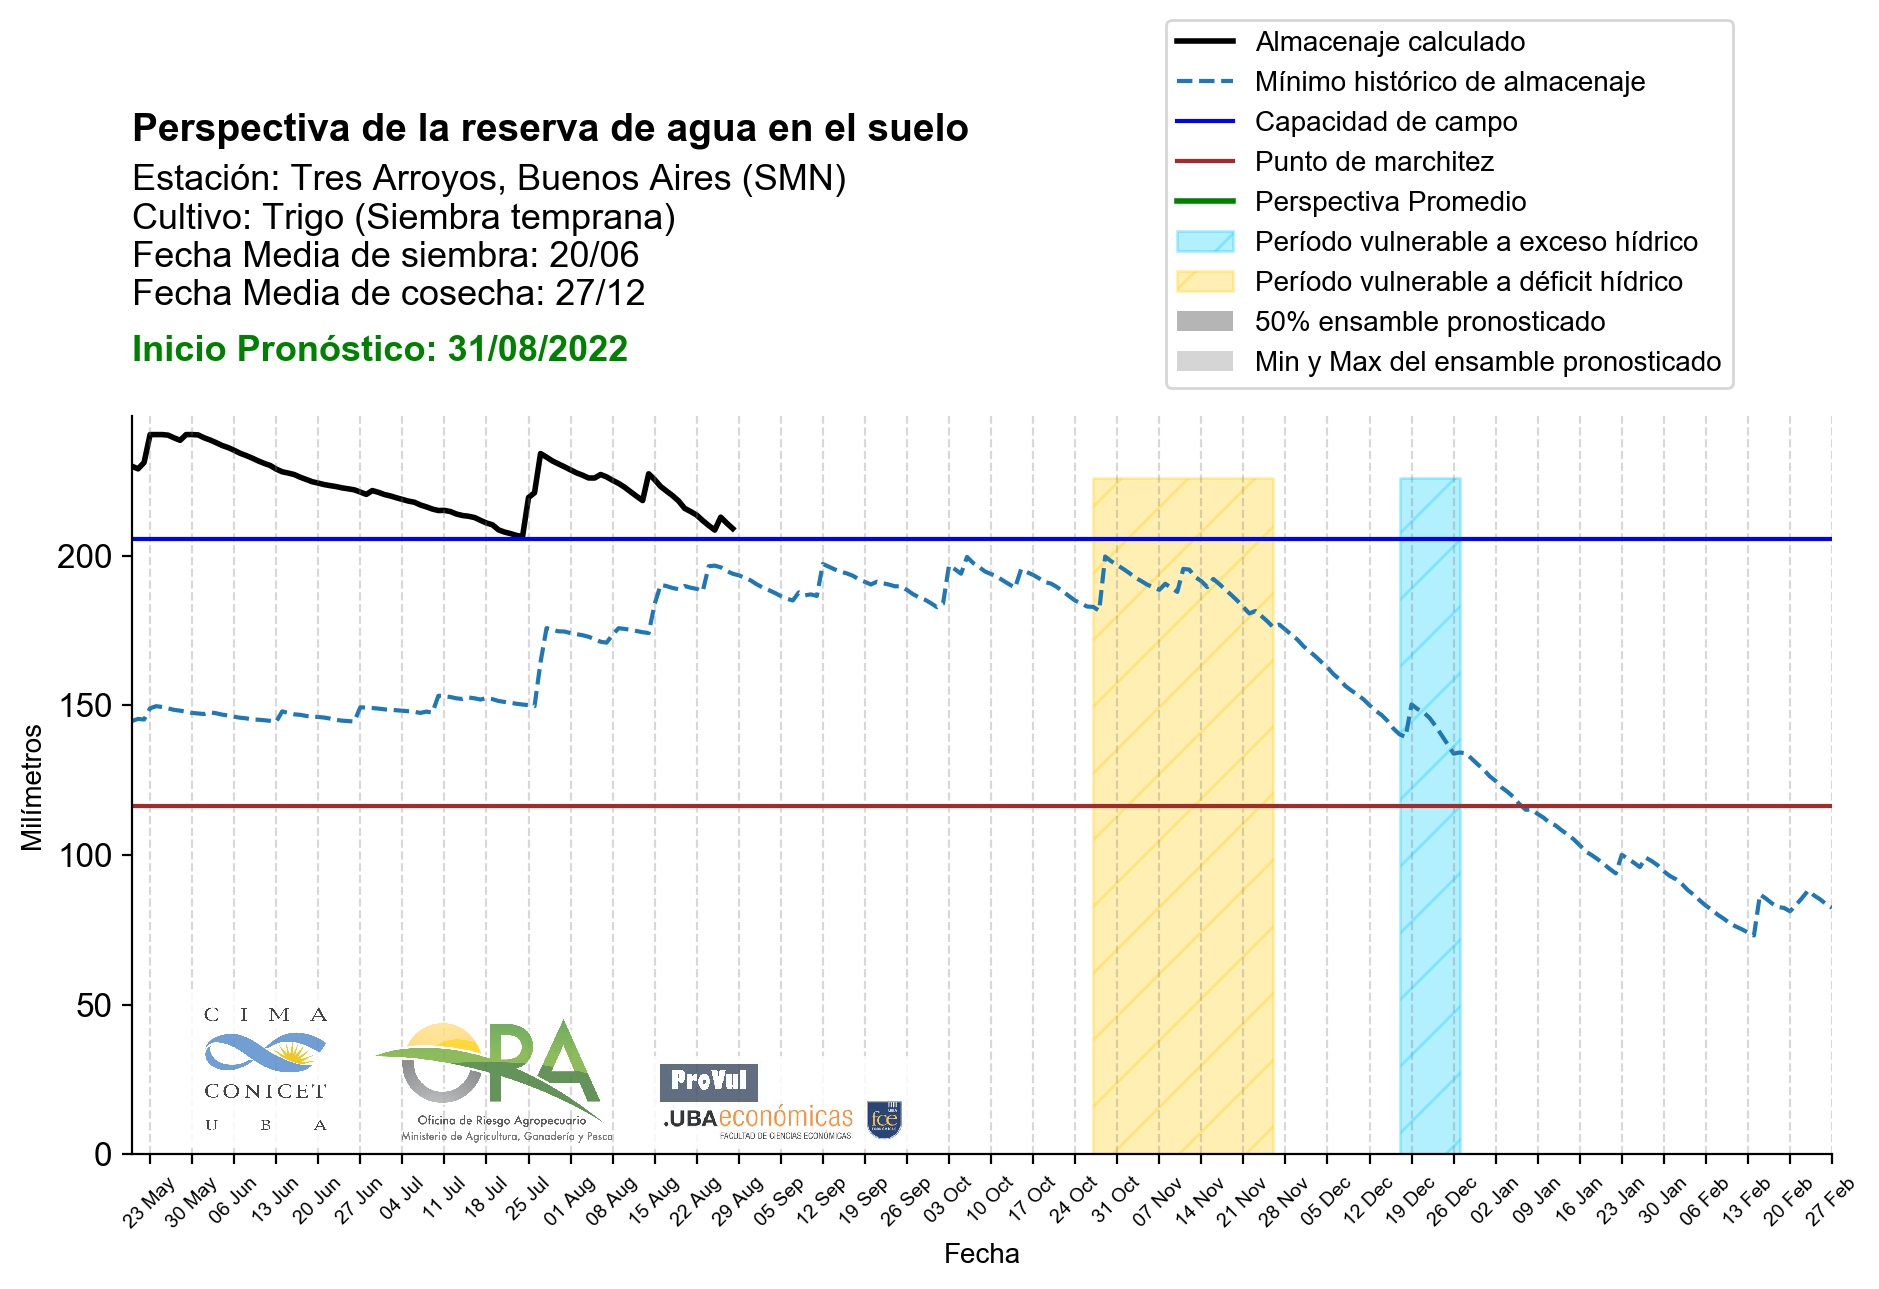 Almacenaje calculado
Mínimo histórico de almacenaje
Capacidad de campo
Punto de marchitez
Perspectiva Promedio
Período vulnerable a exceso hídrico
Período vulnerable a déficit hídrico
50% ensamble pronosticado
Min y Max del ensamble pronosticado
Perspectiva de la reserva de agua en el suelo
Estación: Tres Arroyos, Buenos Aires (SMN)
Cultivo: Trigo (Siembra temprana)
Fecha Media de siembra: 20/06
Fecha Media de cosecha: 27/12
Inicio Pronóstico: 31/08/2022
Milímetros
200
150
100
50
0
CIMA
CONICET
UBA
ORA
Oficina de Riesgo Agropecuario
Ministerio de Agricultura, Ganadería y Pesca
ProVul
.UBAeconómicas
FACULTAD DE CIENCIAS ECONÓMICAS
fce
23 May
30 May
06 Jun
13 Jun
20 Jun
27 Jun
04 Jul
11 Jul
18 Jul
25 Jul
01 Aug
08 Aug
15 Aug
22 Aug
29 Aug
05 Sep
12 Sep
19 Sep
26 Sep
03 Oct
10 Oct
17 Oct
24 Oct
31 Oct
07 Nov
14 Nov
21 Nov
28 Nov
05 Dec
12 Dec
19 Dec
26 Dec
02 Jan
09 Jan
16 Jan
23 Jan
30 Jan
06 Feb
13 Feb
20 Feb
27 Feb
Fecha